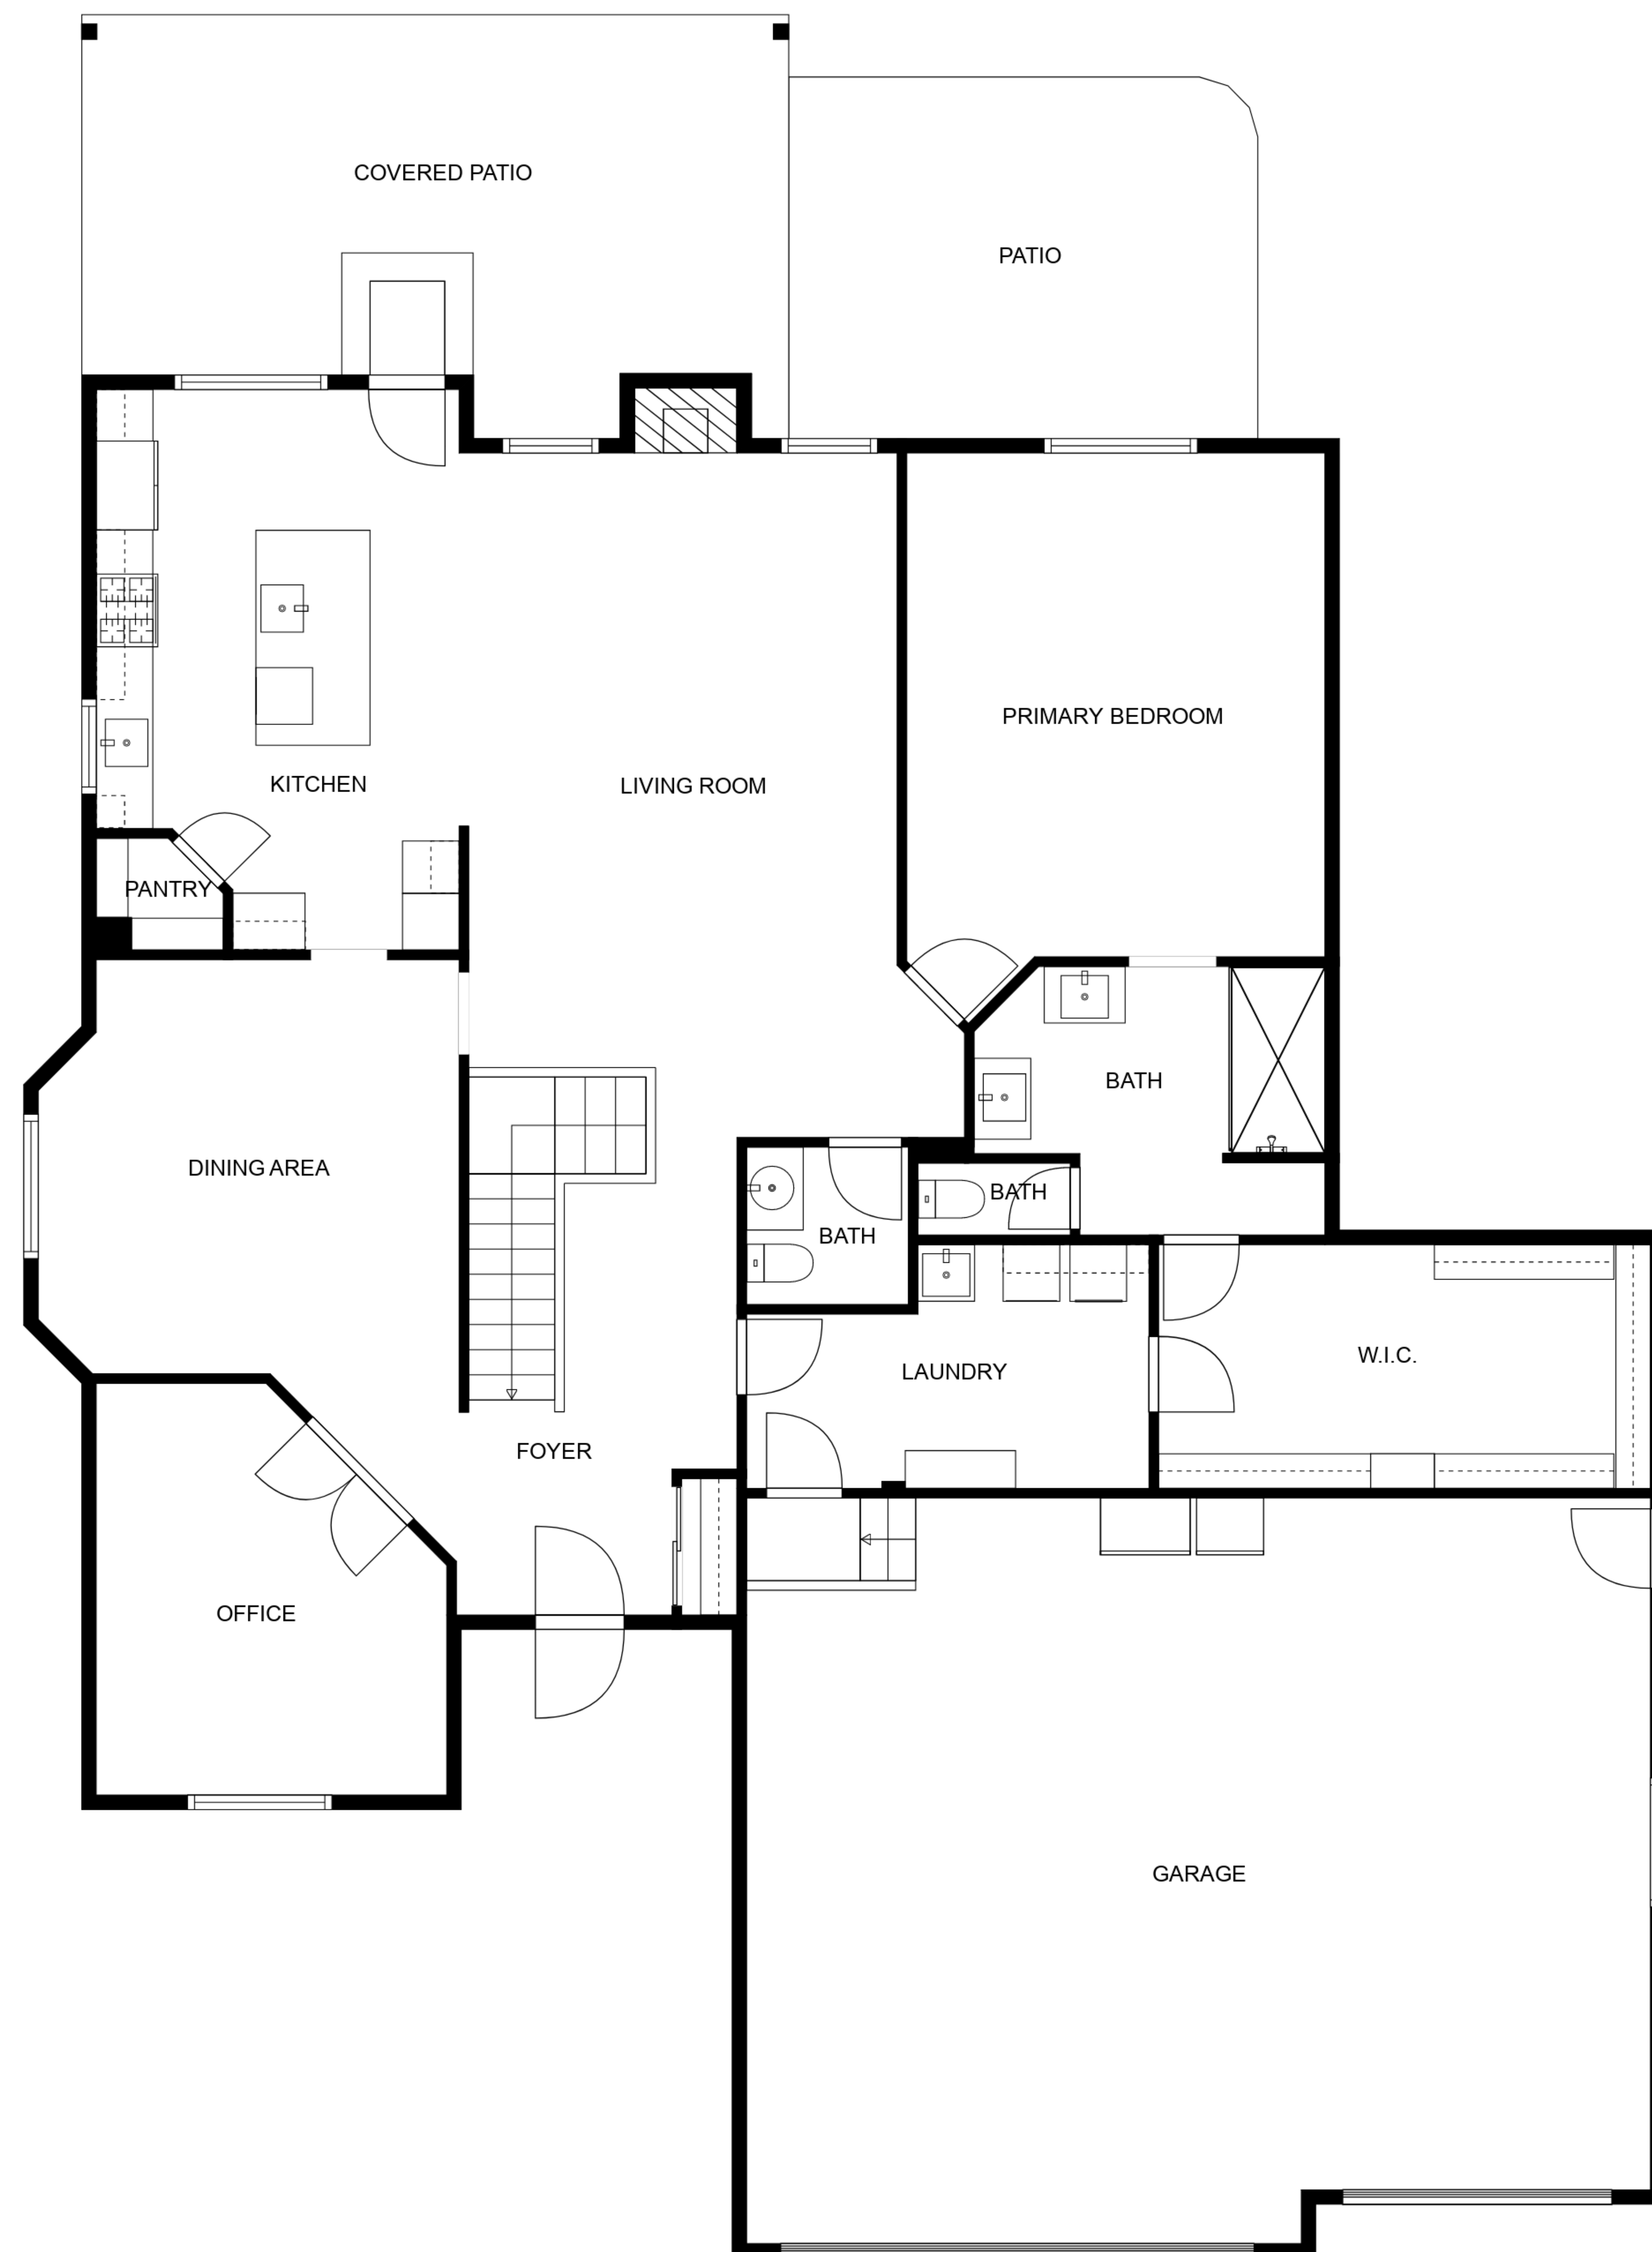 COVERED PATIO
PATIO
PRIMARY BEDROOM
KITCHEN
LIVING ROOM
PANTRY
BATH
DINING AREA
BATH
BATH
W.I.C.
LAUNDRY
FOYER
OFFICE
GARAGE